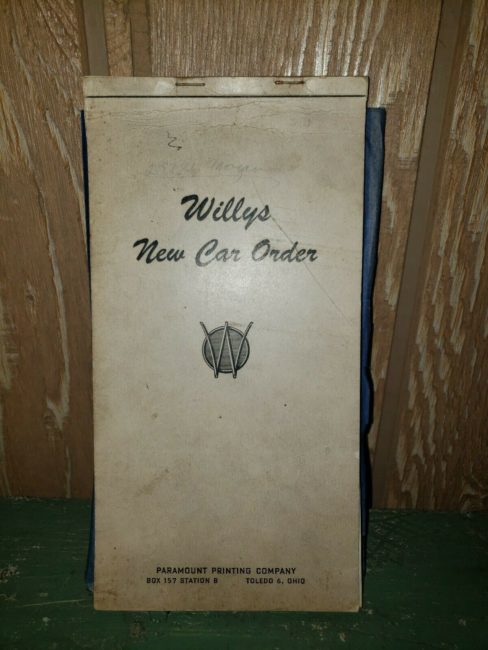 Willys
New Car Order
W
PARAMOUNT PRINTING COMPANY
BOX 157 STATION B TOLEDO 6, OHIO